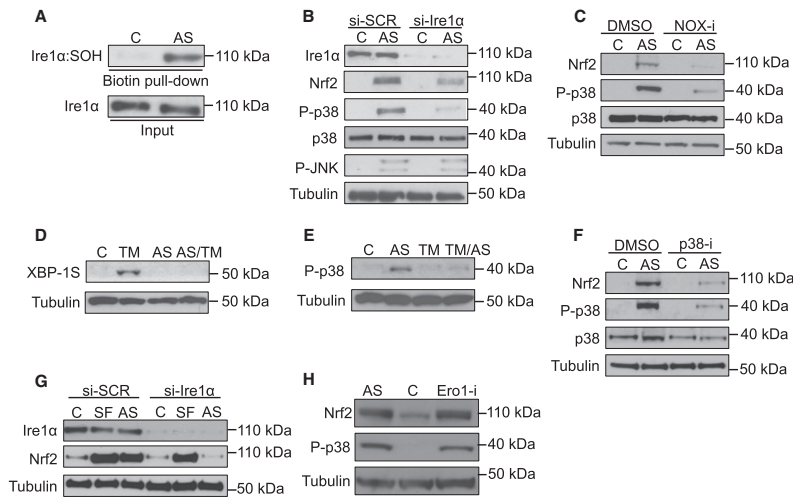 A
C AS
Ire1α:SOH 110 kDa
Biotin pull-down
Ire1α 110 kDa
Input
B
si-SCR si-Ire1α
C AS C AS
Ire1α 110 kDa
Nrf2 110 kDa
P-p38 40 kDa
p38 40 kDa
P-JNK 40 kDa
Tubulin 50 kDa
C
DMSO NOX-i
C AS C AS
Nrf2 110 kDa
P-p38 40 kDa
p38 40 kDa
Tubulin 50 kDa
D
C TM AS AS/TM
XBP-1S 50 kDa
Tubulin 50 kDa
E
C AS TM TM/AS
P-p38 40 kDa
Tubulin 50 kDa
F
DMSO p38-i
C AS C AS
Nrf2 110 kDa
P-p38 40 kDa
p38 40 kDa
Tubulin 50 kDa
G
si-SCR si-Ire1α
C SF AS C SF AS
Ire1α 110 kDa
Nrf2 110 kDa
Tubulin 50 kDa
H
AS C Ero1-i
Nrf2 110 kDa
P-p38 40 kDa
Tubulin 50 kDa